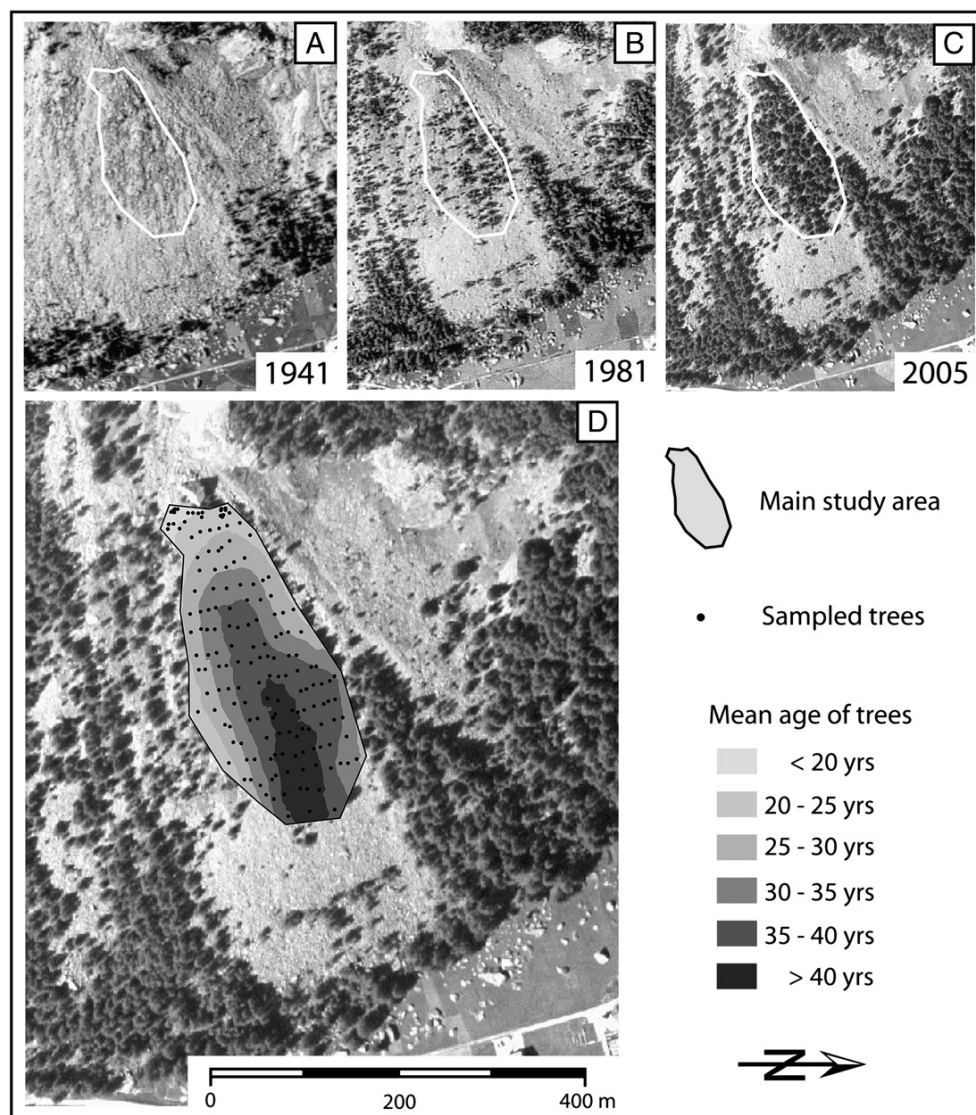 A
B
C
1941
1981
2005
D
Main study area
Sampled trees
Mean age of trees
< 20 yrs
20 - 25 yrs
25 - 30 yrs
30 - 35 yrs
35 - 40 yrs
> 40 yrs
N
0 200 400 m